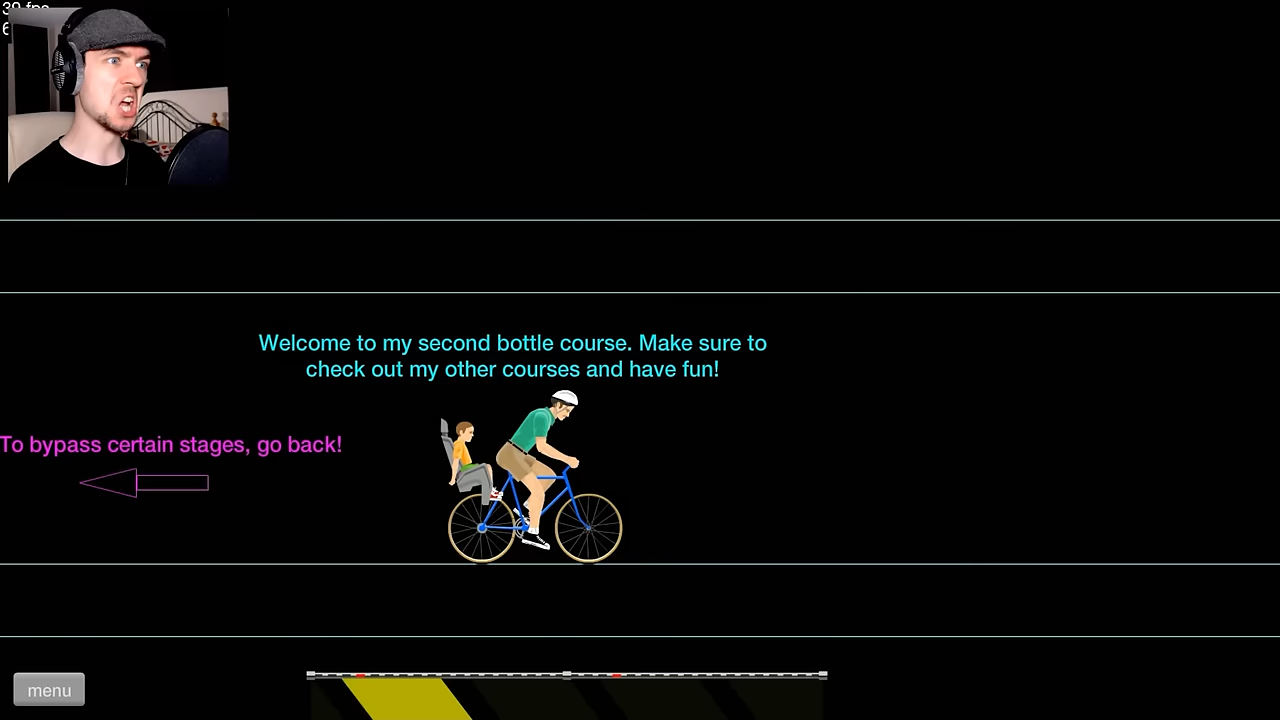 Welcome to my second bottle course. Make sure to
check out my other courses and have fun!
To bypass certain stages, go back!
menu